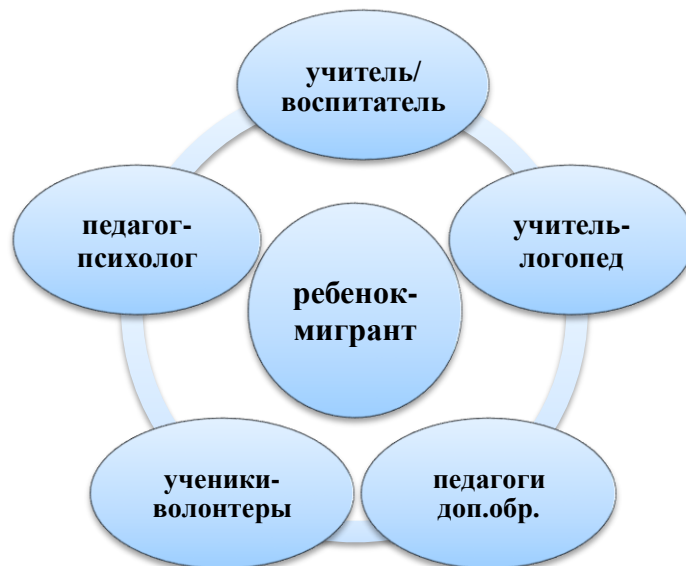 учитель/
воспитатель
педагог-
психолог
учитель-
логопед
ребенок-
мигрант
ученики-
волонтеры
педагоги
доп.обр.